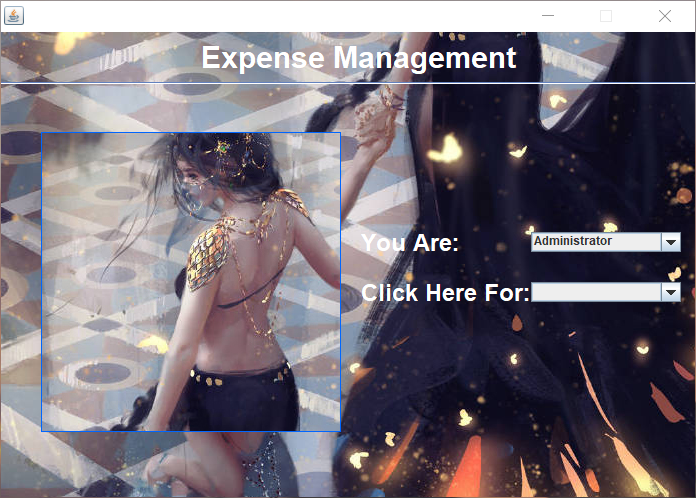 Expense Management
You Are:
Administrator
Click Here For: